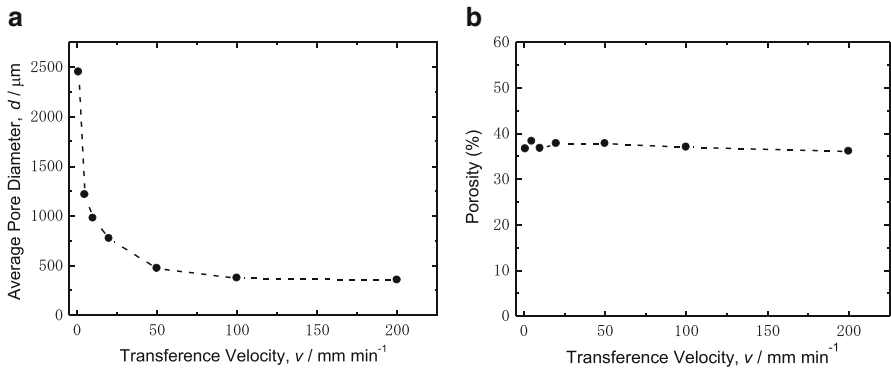 a
2500
2000
1500
1000
500
0
Average Pore Diameter, d / μm
0 50 100 150 200
Transference Velocity, v / mm min⁻¹
b
60
50
40
30
20
10
0
Porosity (%)
0 50 100 150 200
Transference Velocity, v / mm min⁻¹